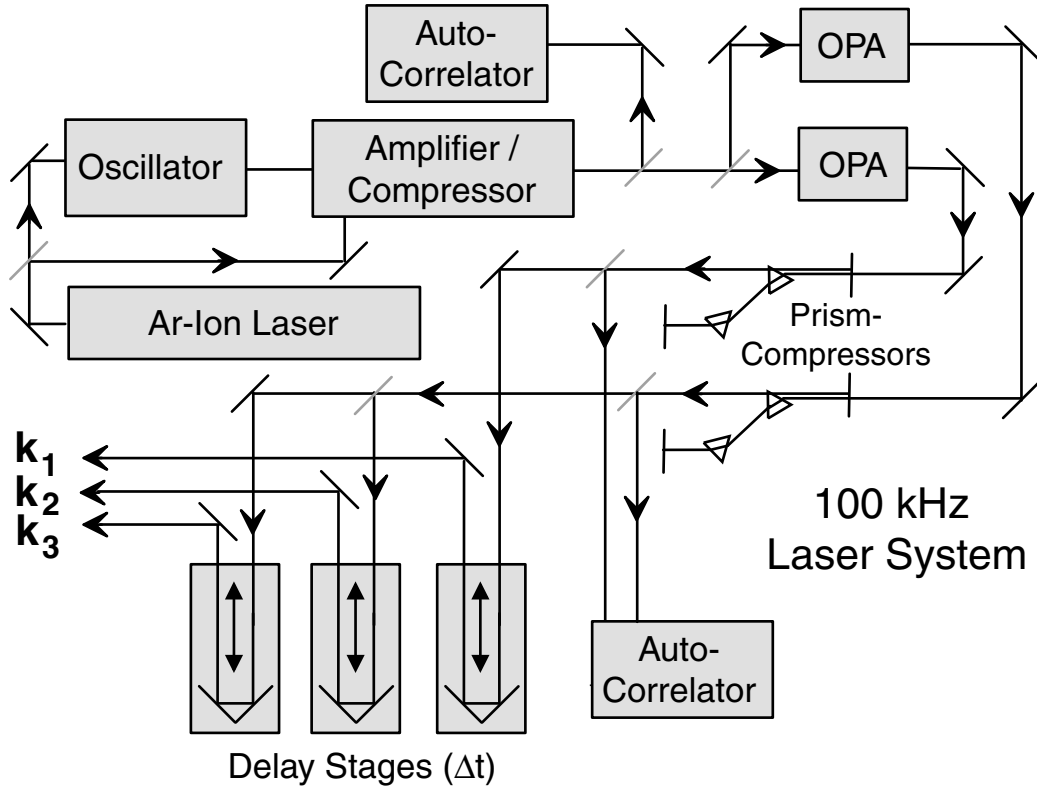 Auto-
Correlator
OPA
Oscillator
Amplifier /
Compressor
OPA
Ar-Ion Laser
Prism-
Compressors
k1
k2
k3
100 kHz
Laser System
Auto-
Correlator
Delay Stages (Δt)